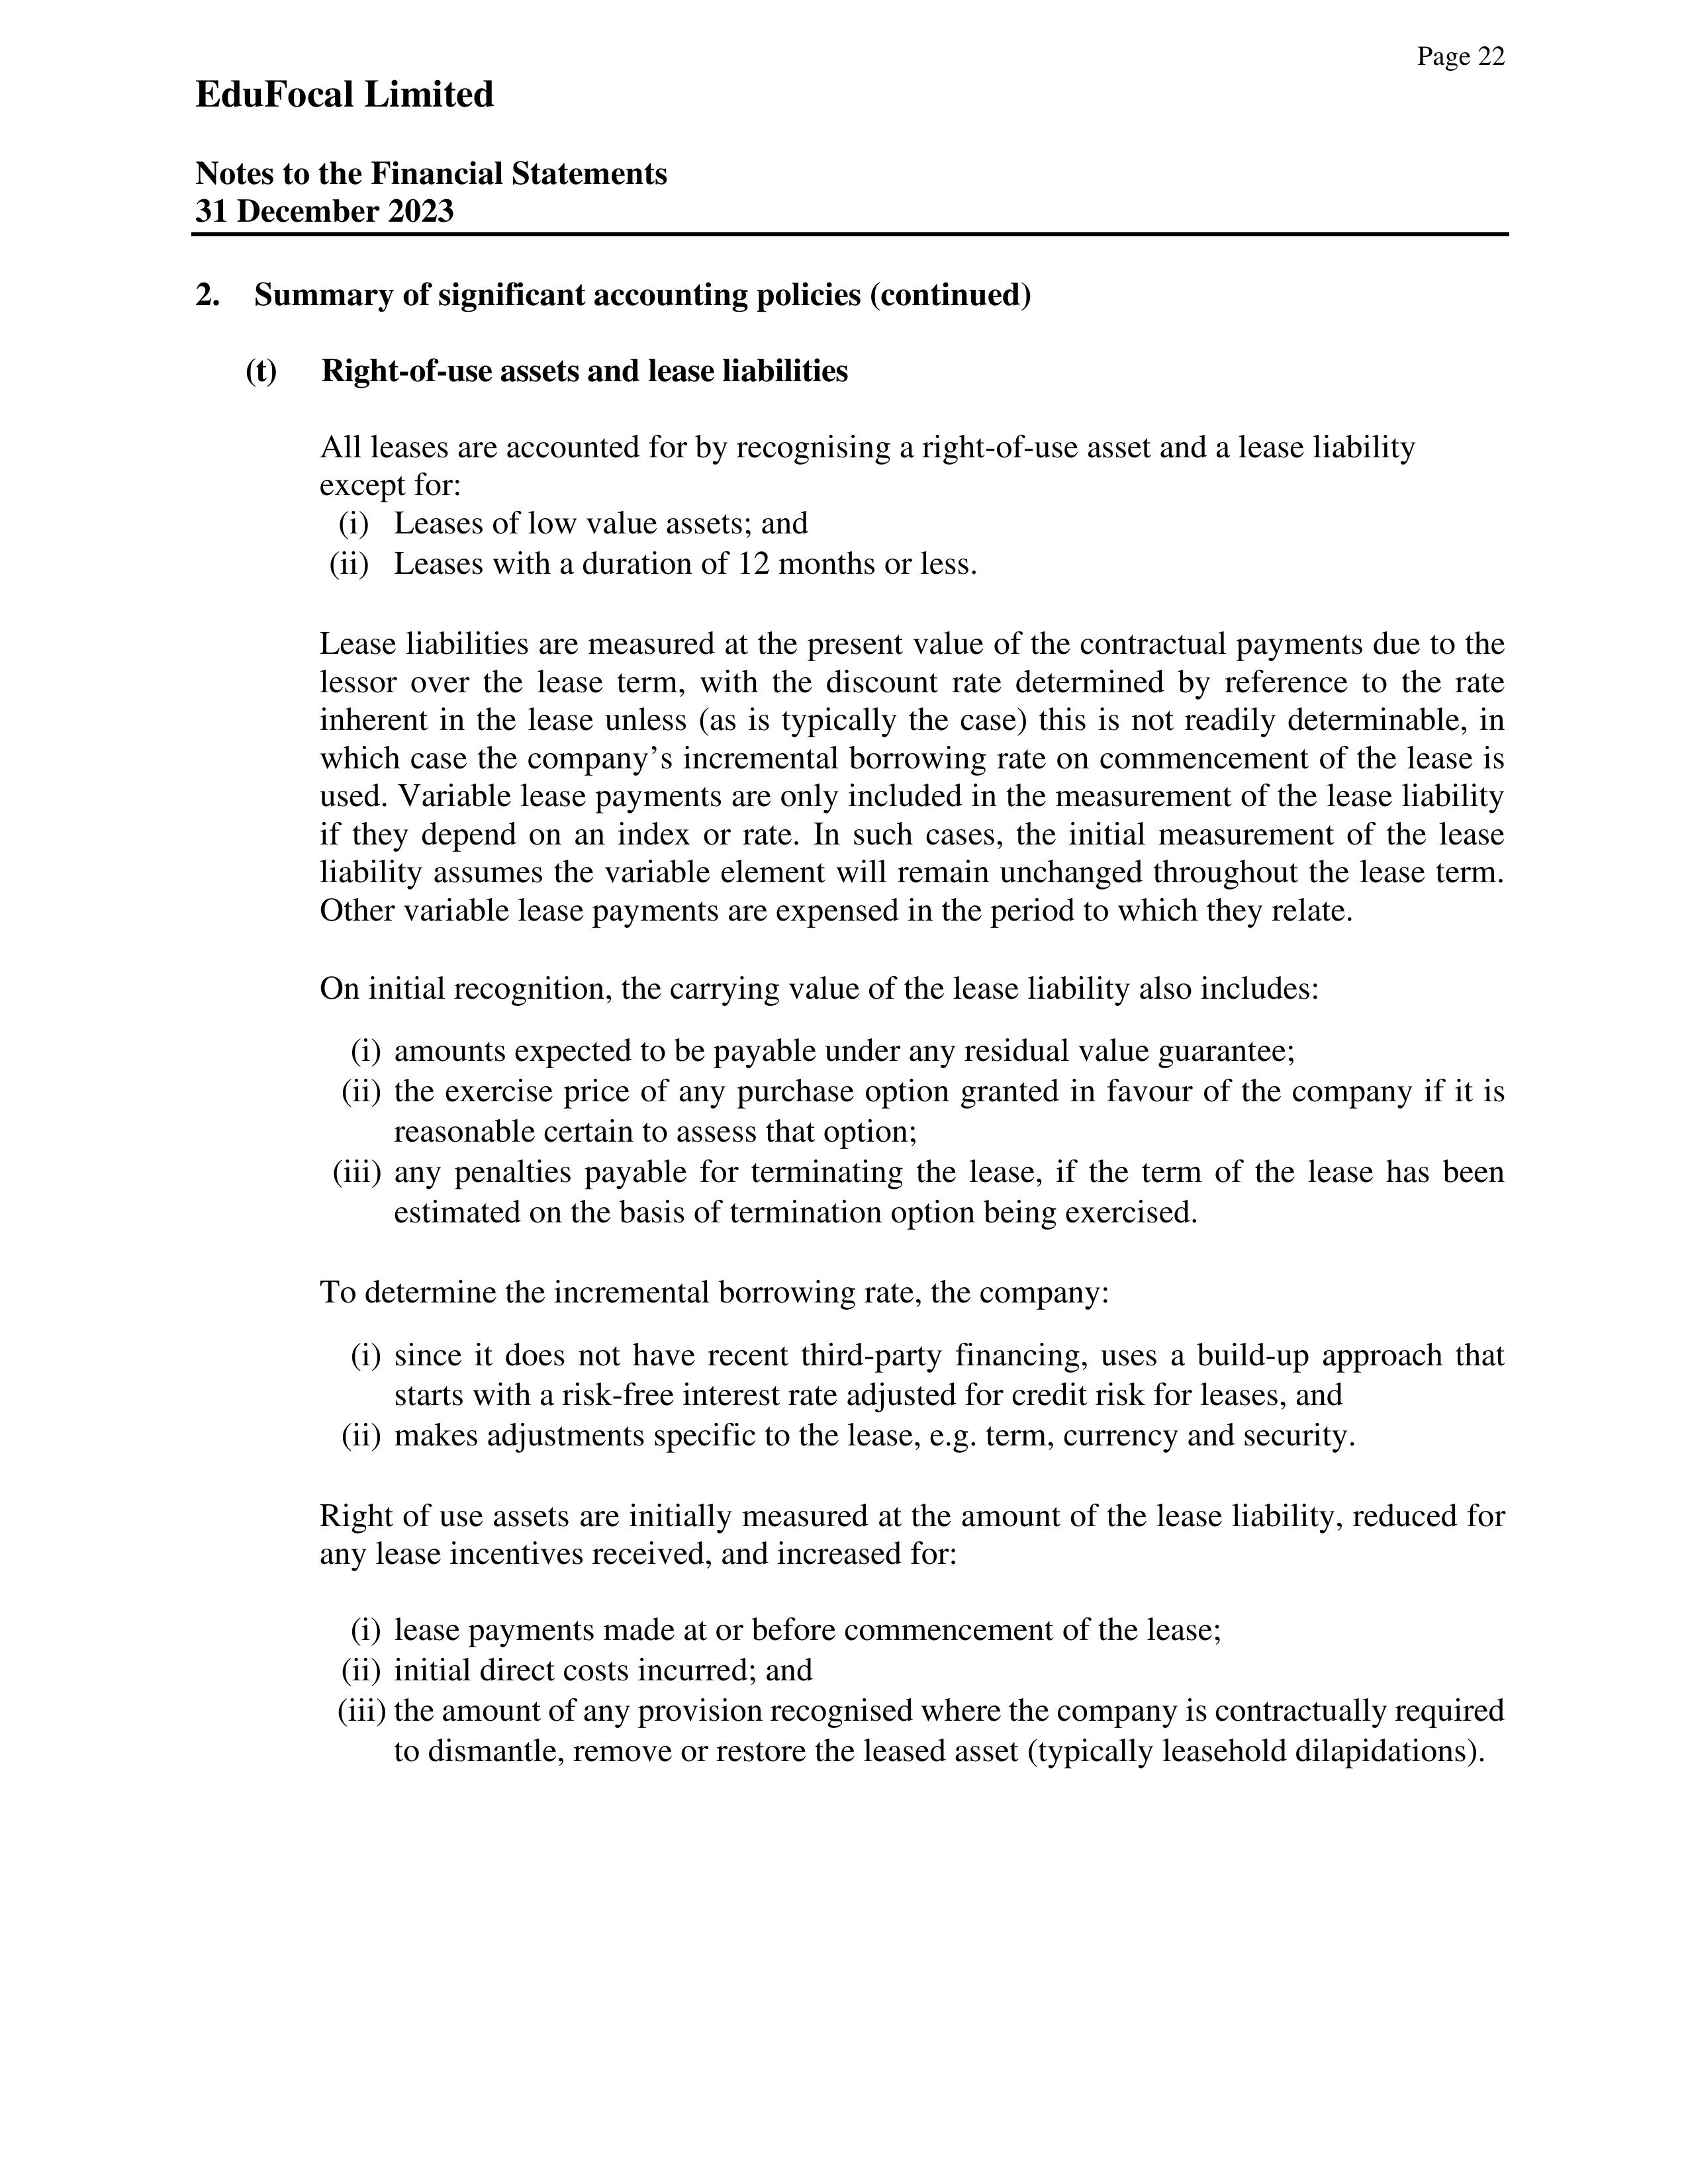 Page 22
EduFocal Limited
Notes to the Financial Statements
31 December 2023
2. Summary of significant accounting policies (continued)
(t) Right-of-use assets and lease liabilities
All leases are accounted for by recognising a right-of-use asset and a lease liability
except for:
(i) Leases of low value assets; and
(ii) Leases with a duration of 12 months or less.
Lease liabilities are measured at the present value of the contractual payments due to the
lessor over the lease term, with the discount rate determined by reference to the rate
inherent in the lease unless (as is typically the case) this is not readily determinable, in
which case the company’s incremental borrowing rate on commencement of the lease is
used. Variable lease payments are only included in the measurement of the lease liability
if they depend on an index or rate. In such cases, the initial measurement of the lease
liability assumes the variable element will remain unchanged throughout the lease term.
Other variable lease payments are expensed in the period to which they relate.
On initial recognition, the carrying value of the lease liability also includes:
(i) amounts expected to be payable under any residual value guarantee;
(ii) the exercise price of any purchase option granted in favour of the company if it is
reasonable certain to assess that option;
(iii) any penalties payable for terminating the lease, if the term of the lease has been
estimated on the basis of termination option being exercised.
To determine the incremental borrowing rate, the company:
(i) since it does not have recent third-party financing, uses a build-up approach that
starts with a risk-free interest rate adjusted for credit risk for leases, and
(ii) makes adjustments specific to the lease, e.g. term, currency and security.
Right of use assets are initially measured at the amount of the lease liability, reduced for
any lease incentives received, and increased for:
(i) lease payments made at or before commencement of the lease;
(ii) initial direct costs incurred; and
(iii) the amount of any provision recognised where the company is contractually required
to dismantle, remove or restore the leased asset (typically leasehold dilapidations).